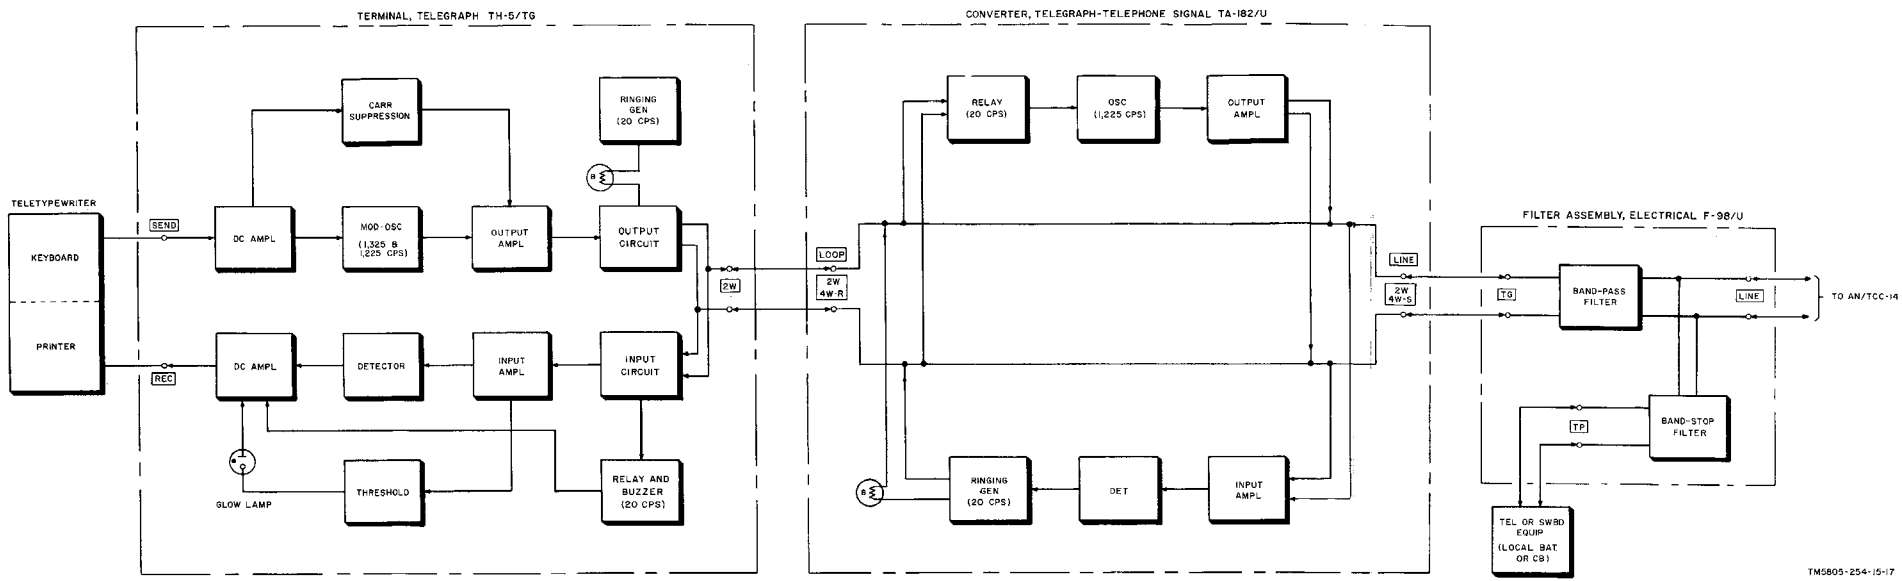 TERMINAL, TELEGRAPH TH-5/TG
CONVERTER, TELEGRAPH-TELEPHONE SIGNAL TA-182/U
CARR
SUPPRESSION
RINGING
GEN
(20 CPS)
RELAY
(20 CPS)
OSC
(1,225 CPS)
OUTPUT
AMPL
TELETYPEWRITER
KEYBOARD
PRINTER
SEND
REC
DC AMPL
MOD-OSC
(1,325 &
1,225 CPS)
OUTPUT
AMPL
OUTPUT
CIRCUIT
2W
LOOP
2W
4W-R
LINE
2W
4W-S
FILTER ASSEMBLY, ELECTRICAL F-98/U
TG
BAND-PASS
FILTER
LINE
TO AN/TCC-14
DC AMPL
DETECTOR
INPUT
AMPL
INPUT
CIRCUIT
BAND-STOP
FILTER
TP
GLOW LAMP
THRESHOLD
RELAY AND
BUZZER
(20 CPS)
RINGING
GEN
(20 CPS)
DET
INPUT
AMPL
TEL OR SWBD
EQUIP
(LOCAL BAT.
OR CB)
TM5805-254-15-17